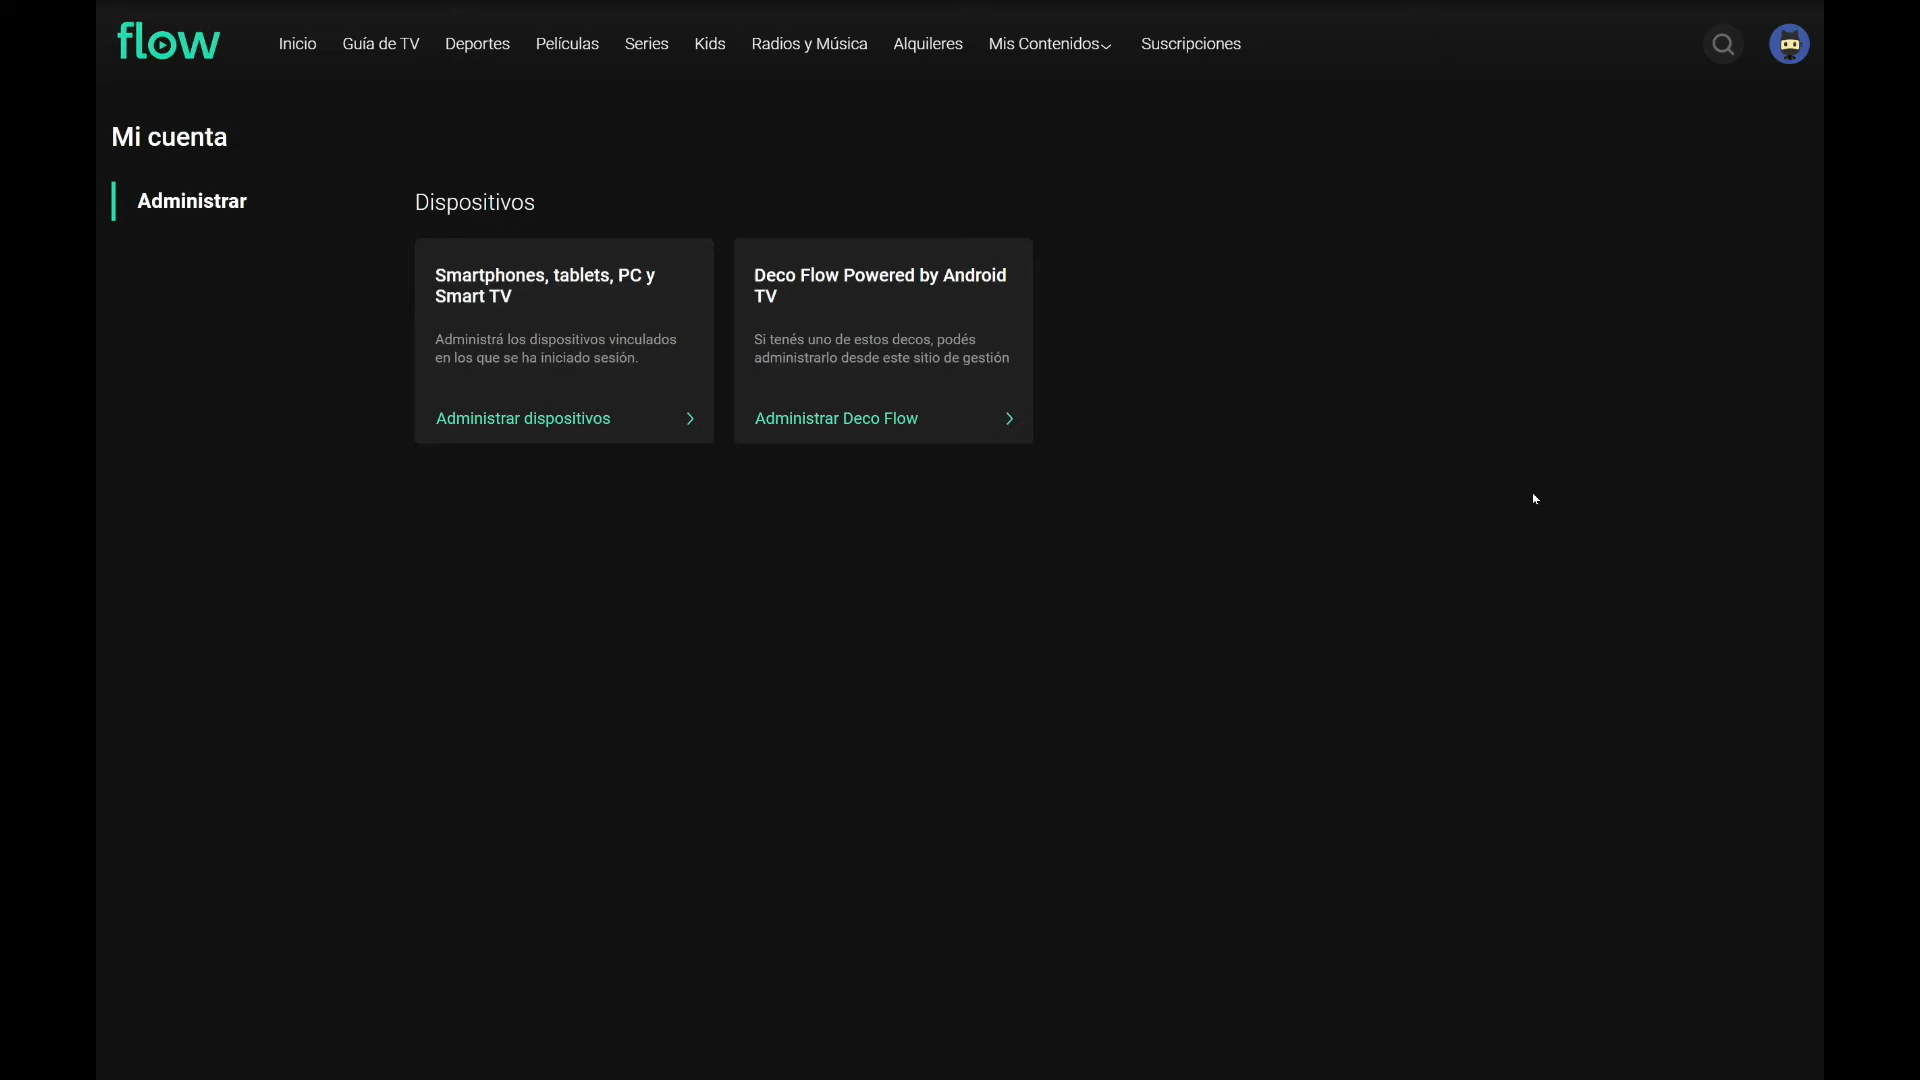 flow
Inicio
Guía de TV
Deportes
Películas
Series
Kids
Radios y Música
Alquileres
Mis Contenidos
Suscripciones
Mi cuenta
Administrar
Dispositivos
Smartphones, tablets, PC y
Smart TV
Administrá los dispositivos vinculados
en los que se ha iniciado sesión.
Administrar dispositivos
Deco Flow Powered by Android
TV
Si tenés uno de estos decos, podés
administrarlo desde este sitio de gestión
Administrar Deco Flow